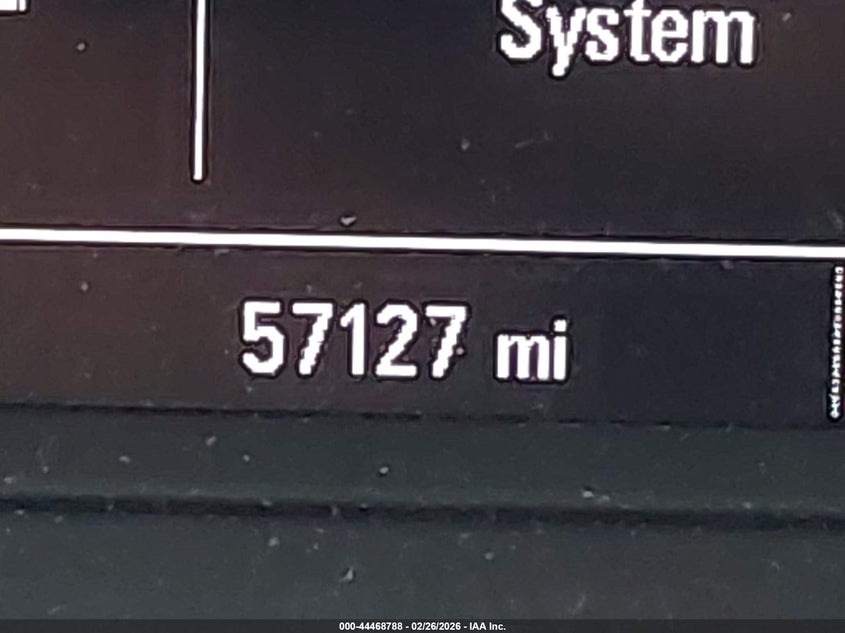 System
57127 mi
000-44468788 - 02/26/2026 - IAA Inc.